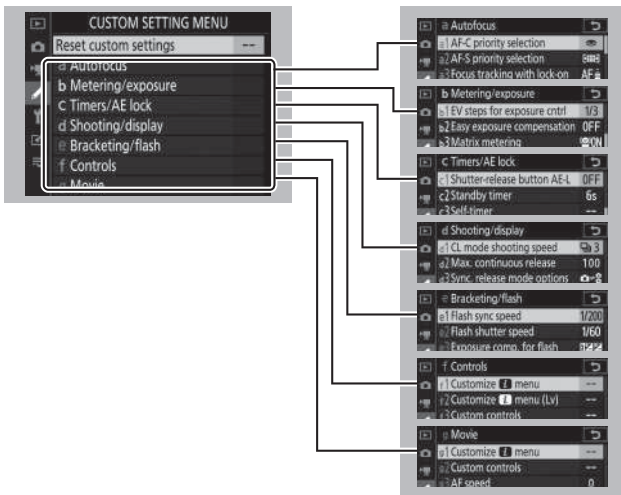 CUSTOM SETTING MENU
Reset custom settings --
a Autofocus
b Metering/exposure
c Timers/AE lock
d Shooting/display
e Bracketing/flash
f Controls
g Movie
a Autofocus
a1 AF-C priority selection
a2 AF-S priority selection
a3 Focus tracking with lock-on AF
b Metering/exposure
b1 EV steps for exposure cntrl 1/3
b2 Easy exposure compensation OFF
b3 Matrix metering ON
c Timers/AE lock
c1 Shutter-release button AE-L OFF
c2 Standby timer 6s
c3 Self-timer --
d Shooting/display
d1 CL mode shooting speed 3
d2 Max. continuous release 100
d3 Sync. release mode options
e Bracketing/flash
e1 Flash sync speed 1/200
e2 Flash shutter speed 1/60
e3 Exposure comp. for flash
f Controls
f1 Customize i menu --
f2 Customize i menu (Lv) --
f3 Custom controls --
g Movie
g1 Customize i menu --
g2 Custom controls --
g3 AF speed 0